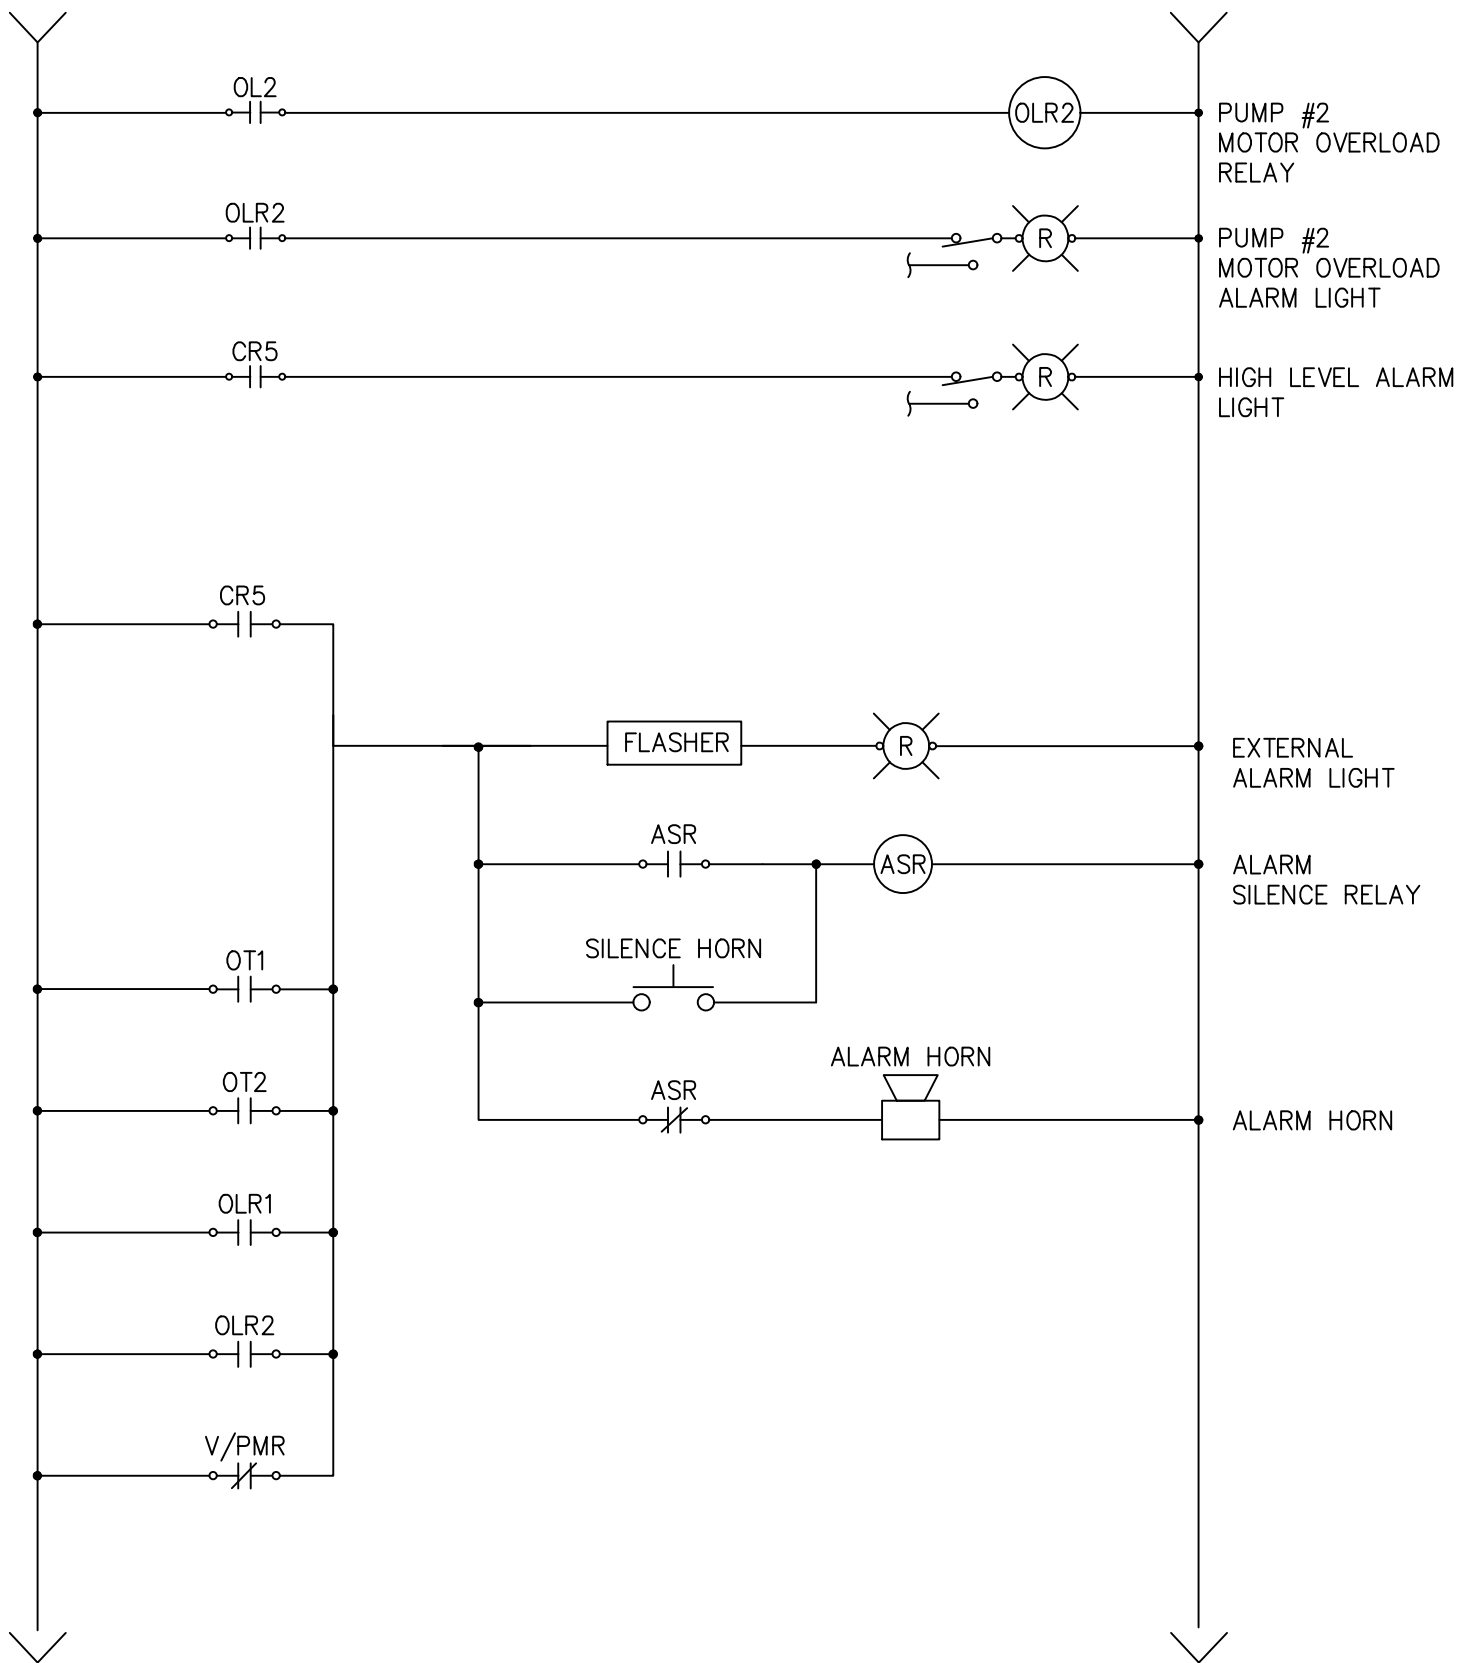 OL2
OLR2
PUMP #2
MOTOR OVERLOAD
RELAY
OLR2
R
PUMP #2
MOTOR OVERLOAD
ALARM LIGHT
CR5
R
HIGH LEVEL ALARM
LIGHT
CR5
FLASHER
R
EXTERNAL
ALARM LIGHT
ASR
ASR
ALARM
SILENCE RELAY
SILENCE HORN
OT1
ALARM HORN
OT2
ASR
ALARM HORN
OLR1
OLR2
V/PMR